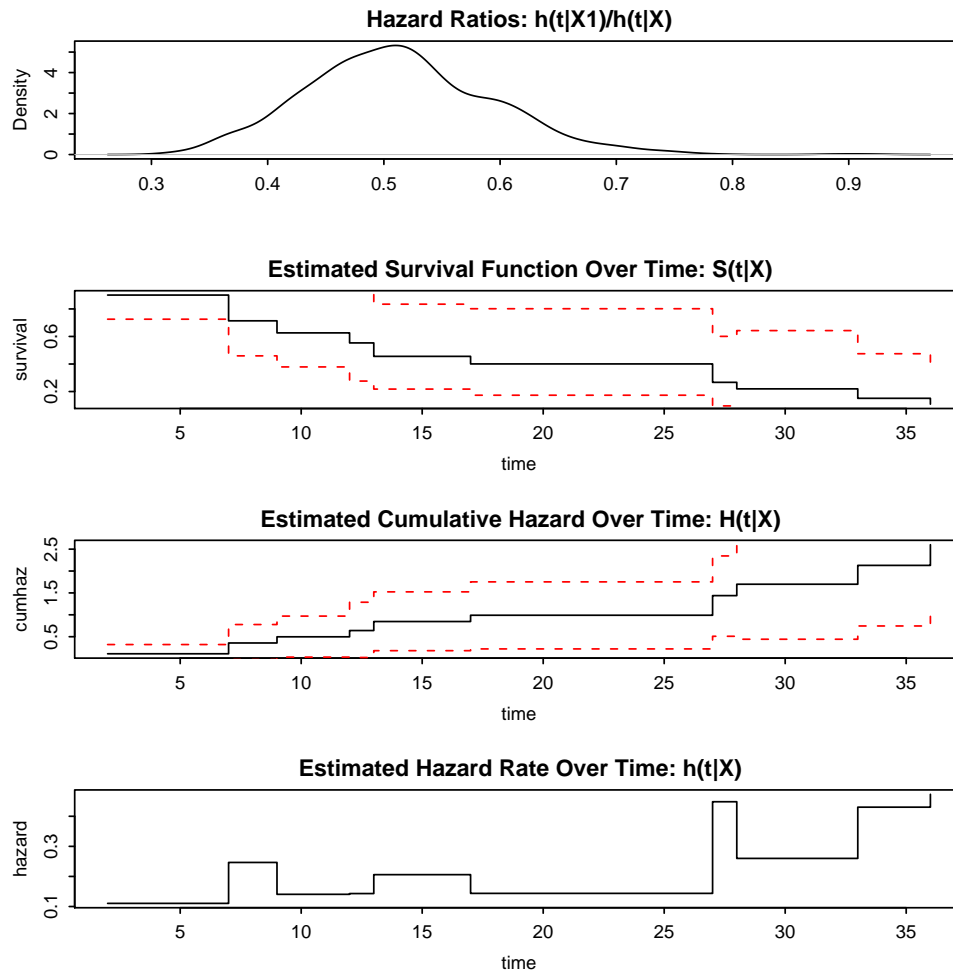 Hazard Ratios: h(t|X1)/h(t|X)
Density
0 2 4
0.3 0.4 0.5 0.6 0.7 0.8 0.9
Estimated Survival Function Over Time: S(t|X)
survival
0.2 0.6
5 10 15 20 25 30 35
time
Estimated Cumulative Hazard Over Time: H(t|X)
cumhaz
0.5 1.5 2.5
5 10 15 20 25 30 35
time
Estimated Hazard Rate Over Time: h(t|X)
hazard
0.1 0.3
5 10 15 20 25 30 35
time